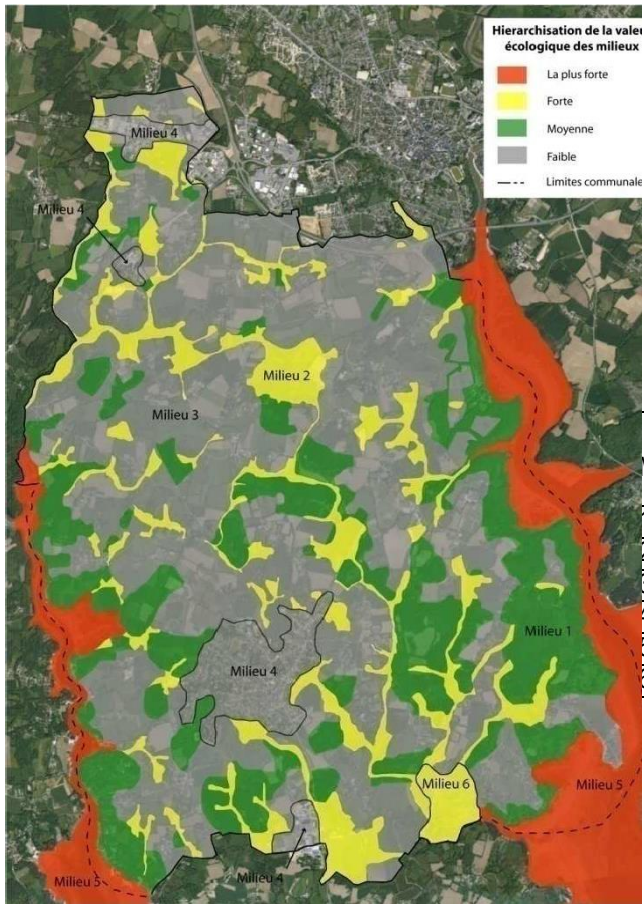 Hierarchisation de la valeu
écologique des milieux
La plus forte
Forte
Moyenne
Faible
Limites communale
Milieu 4
Milieu 4
Milieu 2
Milieu 3
Milieu 1
Milieu 4
Milieu 6
Milieu 5
Milieu 5
Milieu 4